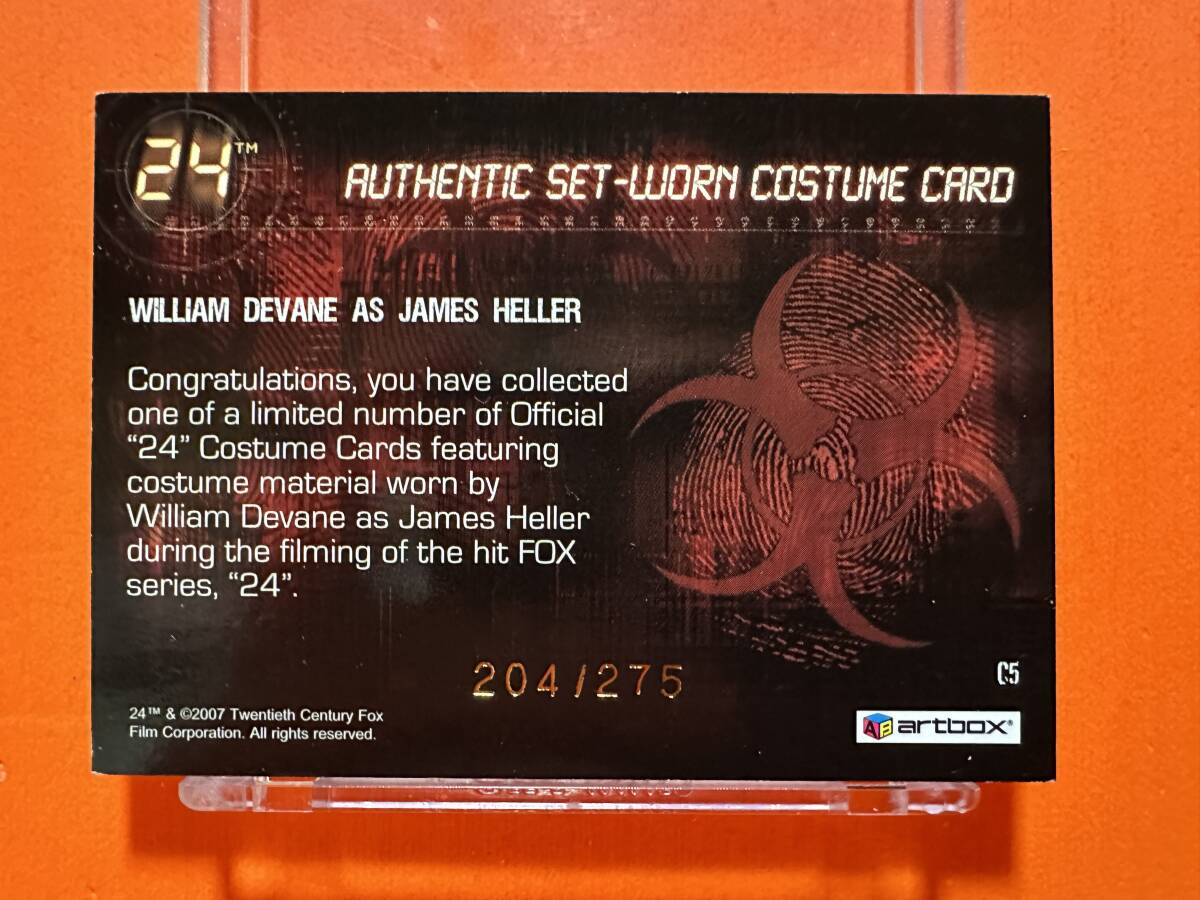 24™
AUTHENTIC SET-WORN COSTUME CARD
WILLIAM DEVANE AS JAMES HELLER
Congratulations, you have collected
one of a limited number of Official
“24” Costume Cards featuring
costume material worn by
William Devane as James Heller
during the filming of the hit FOX
series, “24”.
204/275
C5
24™ & ©2007 Twentieth Century Fox
Film Corporation. All rights reserved.
AB artbox®